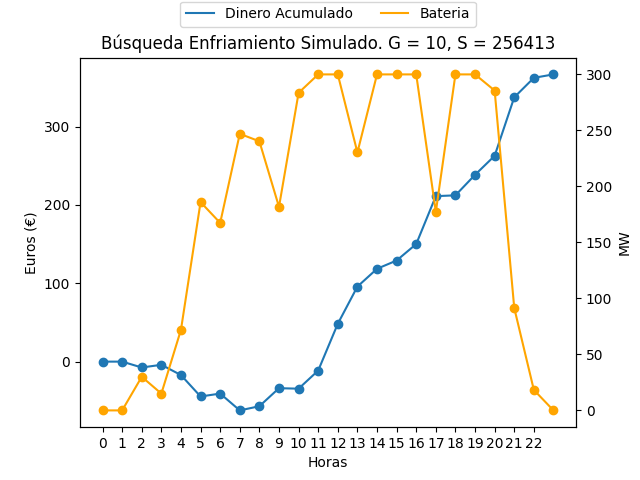 Dinero Acumulado Bateria
Búsqueda Enfriamiento Simulado. G = 10, S = 256413
300
200
100
0
Euros (€)
300
250
200
150
100
50
0
MW
0 1 2 3 4 5 6 7 8 9 10 11 12 13 14 15 16 17 18 19 20 21 22
Horas